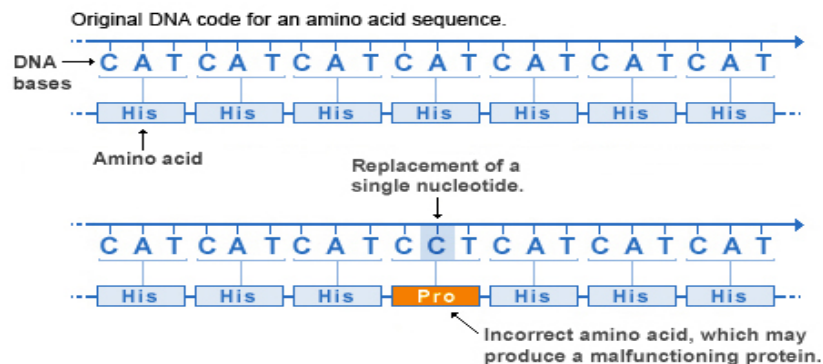 Original DNA code for an amino acid sequence.
DNA bases
C A T C A T C A T C A T C A T C A T C A T
His His His His His His His
Amino acid
Replacement of a
single nucleotide.
C A T C A T C A T C C T C A T C A T C A T
His His His Pro His His His
Incorrect amino acid, which may
produce a malfunctioning protein.